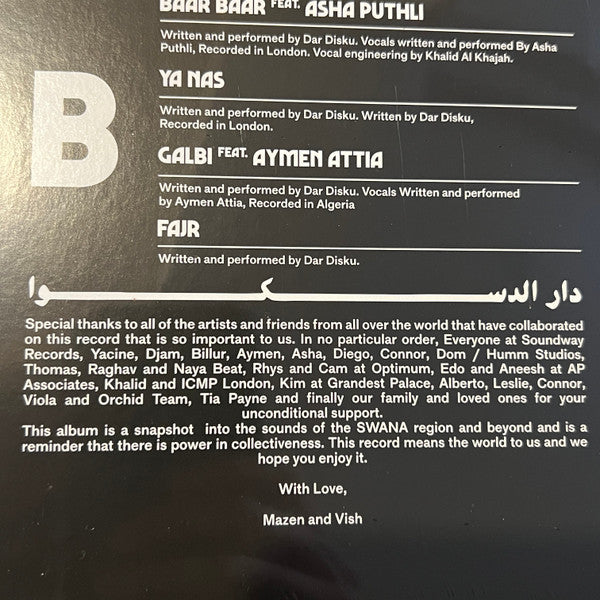 BAAR BAAR FEAT. ASHA PUTHLI
Written and performed by Dar Disku. Vocals written and performed By Asha
Puthli, Recorded in London. Vocal engineering by Khalid Al Khajah.
B
YA NAS
Written and performed by Dar Disku. Written by Dar Disku,
Recorded in London.
GALBI FEAT. AYMEN ATTIA
Written and performed by Dar Disku. Vocals Written and performed
by Aymen Attia, Recorded in Algeria
FAJR
Written and performed by Dar Disku.
دار الدســـــــكـــــــوا
Special thanks to all of the artists and friends from all over the world that have collaborated
on this record that is so important to us. In no particular order, Everyone at Soundway
Records, Yacine, Djam, Billur, Aymen, Asha, Diego, Connor, Dom / Humm Studios,
Thomas, Raghav and Naya Beat, Rhys and Cam at Optimum, Edo and Aneesh at AP
Associates, Khalid and ICMP London, Kim at Grandest Palace, Alberto, Leslie, Connor,
Viola and Orchid Team, Tia Payne and finally our family and loved ones for your
unconditional support.
This album is a snapshot into the sounds of the SWANA region and beyond and is a
reminder that there is power in collectiveness. This record means the world to us and we
hope you enjoy it.
With Love,
Mazen and Vish